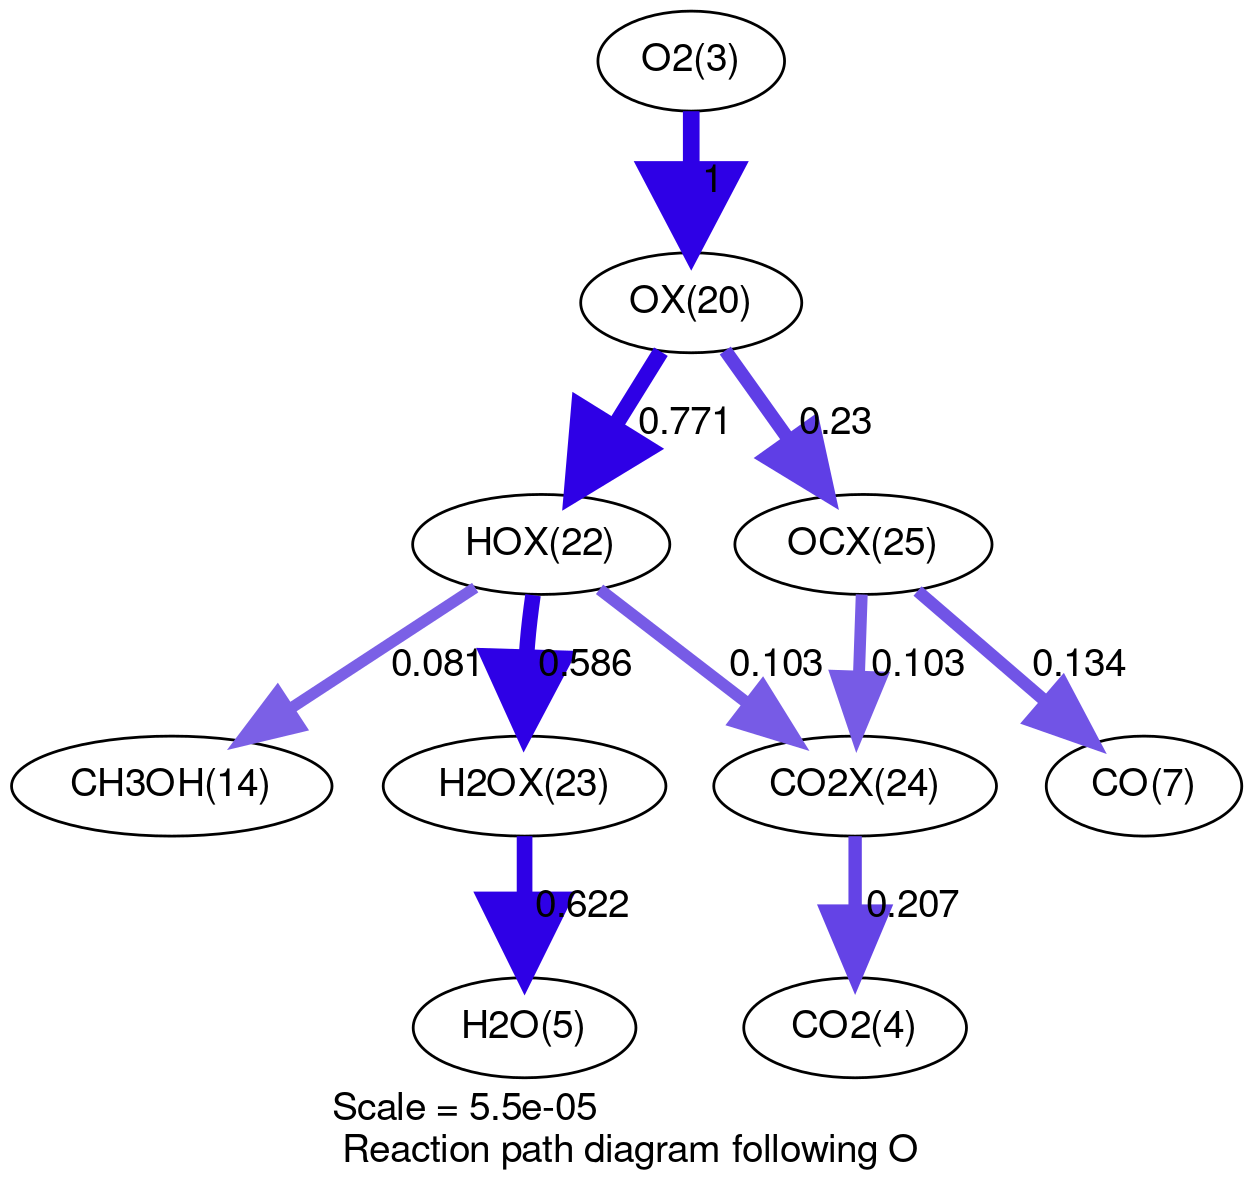 O2(3)
1
OX(20)
0.771
0.23
HOX(22)
OCX(25)
0.081
0.586
0.103
0.103
0.134
CH3OH(14)
H2OX(23)
CO2X(24)
CO(7)
0.622
0.207
H2O(5)
CO2(4)
Scale = 5.5e-05
Reaction path diagram following O